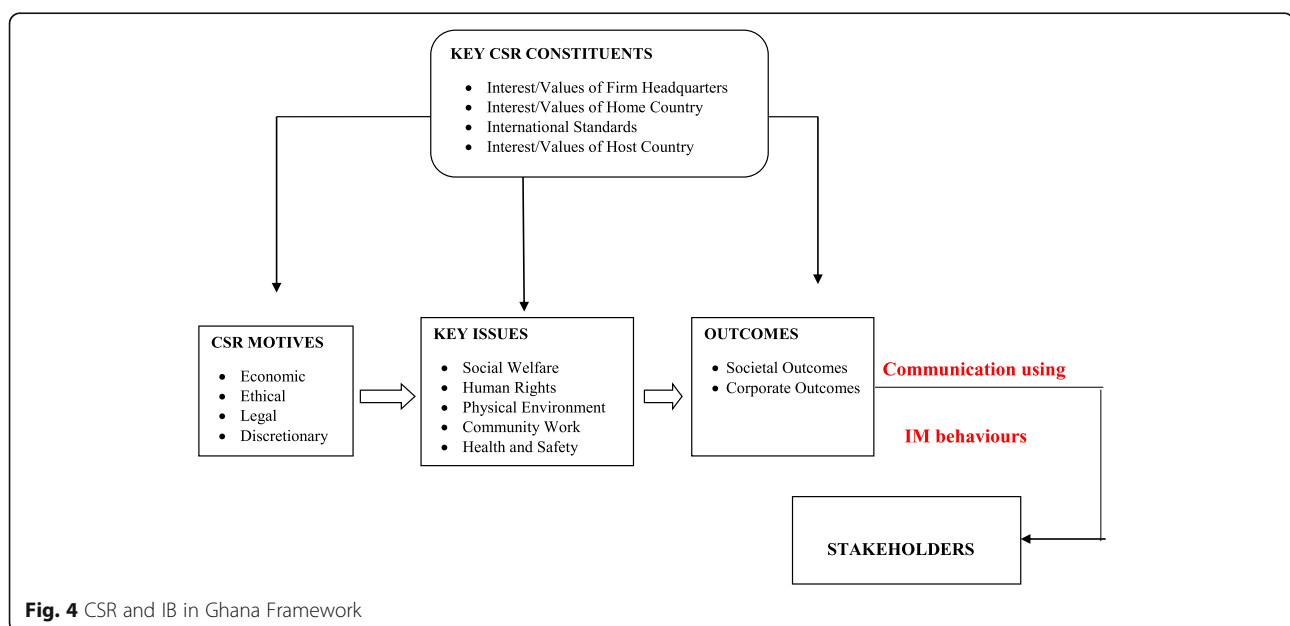 KEY CSR CONSTITUENTS
• Interest/Values of Firm Headquarters
• Interest/Values of Home Country
• International Standards
• Interest/Values of Host Country
CSR MOTIVES
• Economic
• Ethical
• Legal
• Discretionary
KEY ISSUES
• Social Welfare
• Human Rights
• Physical Environment
• Community Work
• Health and Safety
OUTCOMES
• Societal Outcomes
• Corporate Outcomes
Communication using
IM behaviours
STAKEHOLDERS
Fig. 4 CSR and IB in Ghana Framework